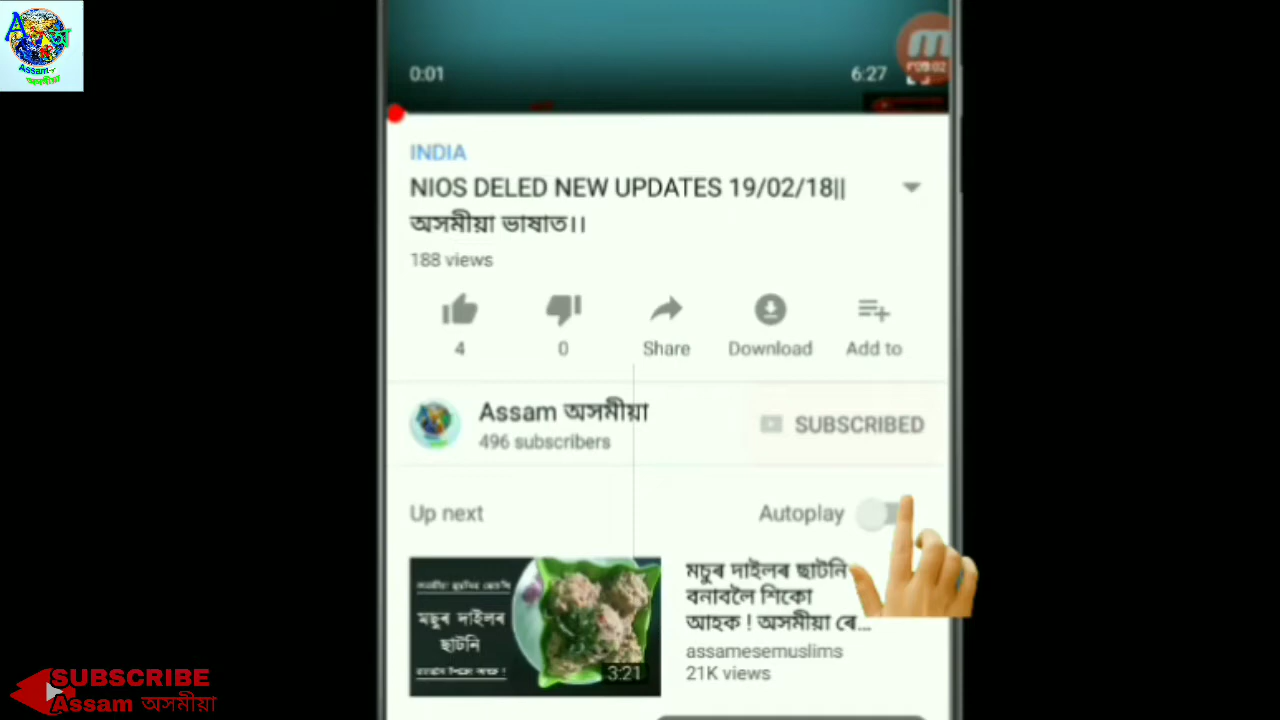 Assam
অসমীয়া
0:01
6:27
INDIA
NIOS DELED NEW UPDATES 19/02/18||
অসমীয়া ভাষাত।।
188 views
4
0
Share
Download
Add to
Assam অসমীয়া
496 subscribers
SUBSCRIBED
Up next
Autoplay
মচুৰ দাইলৰ
ছাটনি
3:21
মচুৰ দাইলৰ ছাটনি
বনাবলৈ শিকো
আহক ! অসমীয়া ৰে...
assamesemuslims
21K views
SUBSCRIBE
Assam অসমীয়া